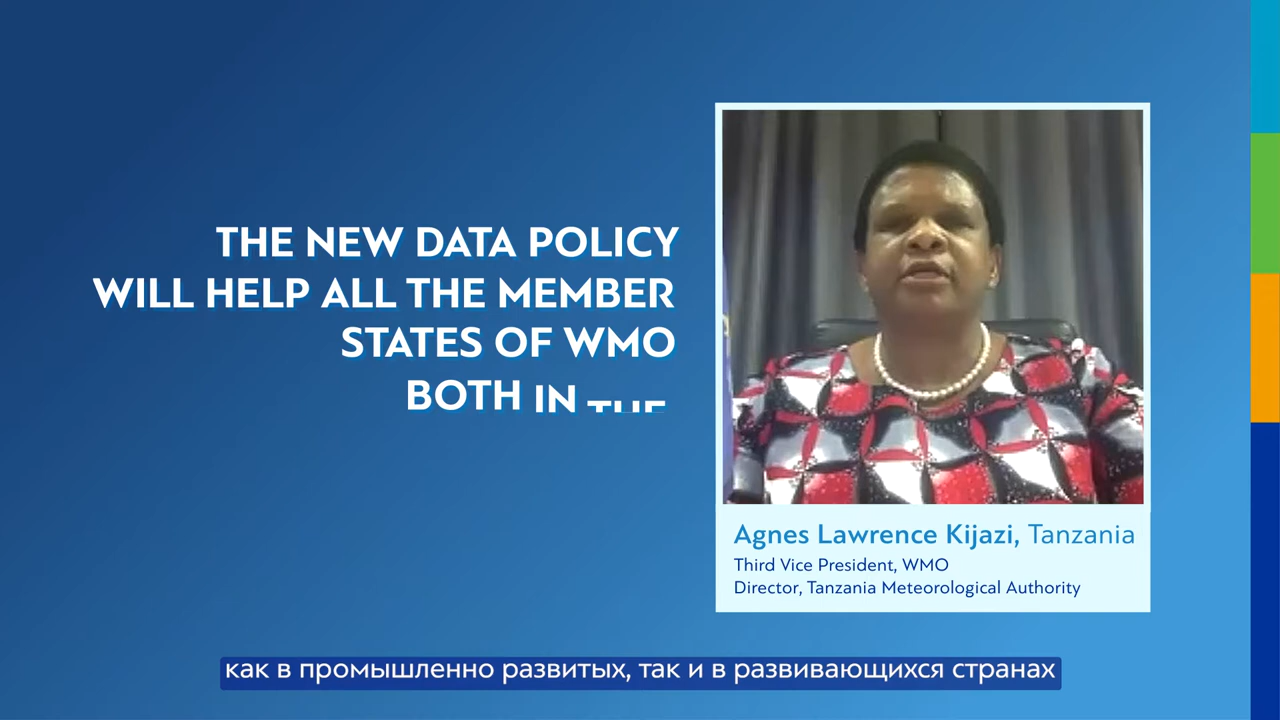 THE NEW DATA POLICY
WILL HELP ALL THE MEMBER
STATES OF WMO
BOTH IN THE
Agnes Lawrence Kijazi, Tanzania
Third Vice President, WMO
Director, Tanzania Meteorological Authority
как в промышленно развитых, так и в развивающихся странах